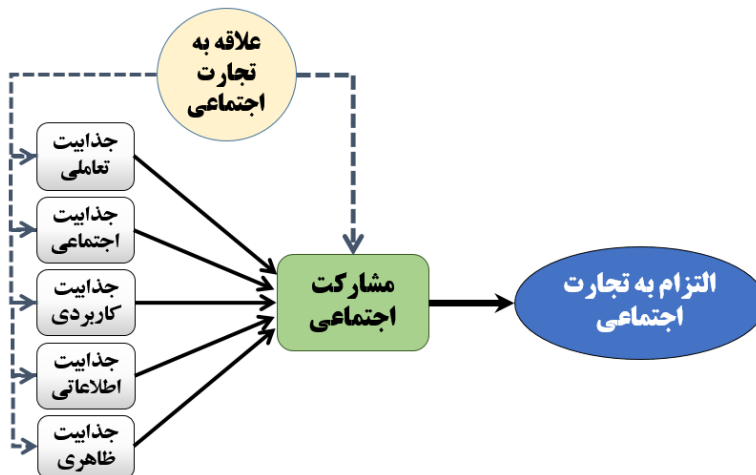 علاقه به
تجارت
اجتماعی
جذابیت
تعاملی
جذابیت
اجتماعی
جذابیت
کاربردی
جذابیت
اطلاعاتی
جذابیت
ظاهری
مشارکت
اجتماعی
التزام به تجارت
اجتماعی